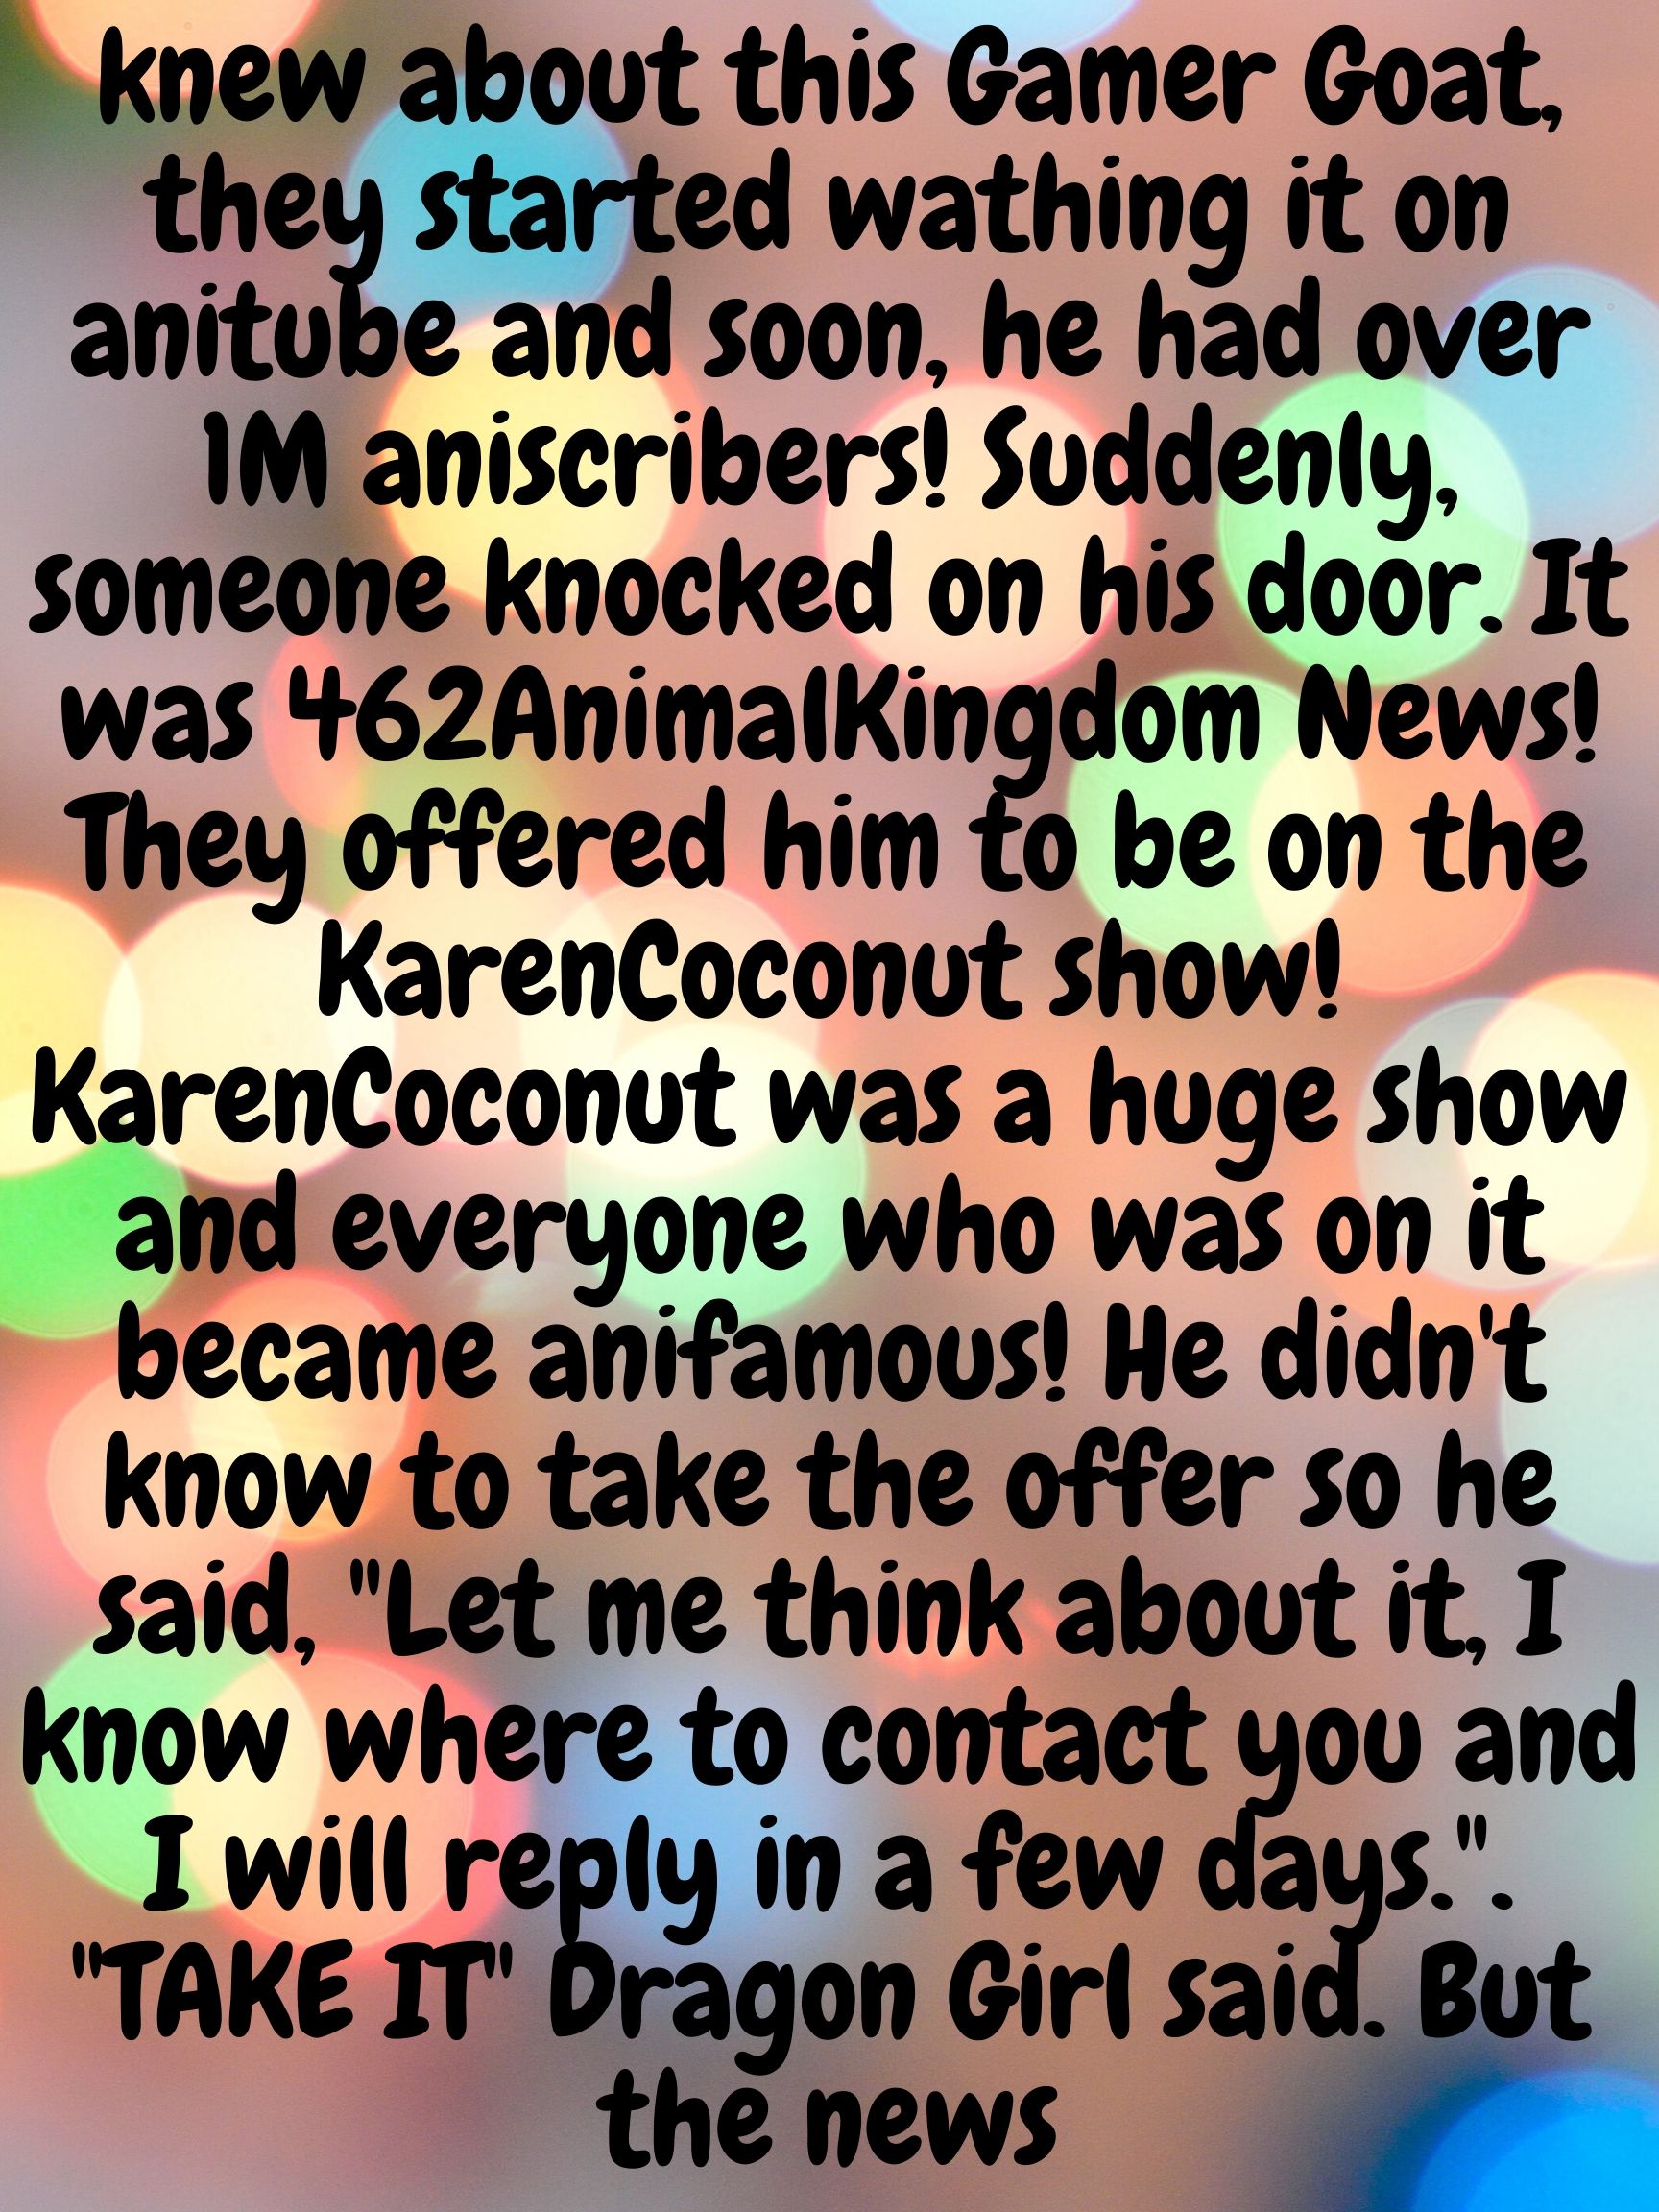 knew about this Gamer Goat,
they started wathing it on
anitube and soon, he had over
1M aniscribers! Suddenly,
someone knocked on his door. It
was 462AnimalKingdom News!
They offered him to be on the
KarenCoconut show!
KarenCoconut was a huge show
and everyone who was on it
became anifamous! He didn't
know to take the offer so he
said, "Let me think about it, I
know where to contact you and
I will reply in a few days.".
"TAKE IT" Dragon Girl said. But
the news